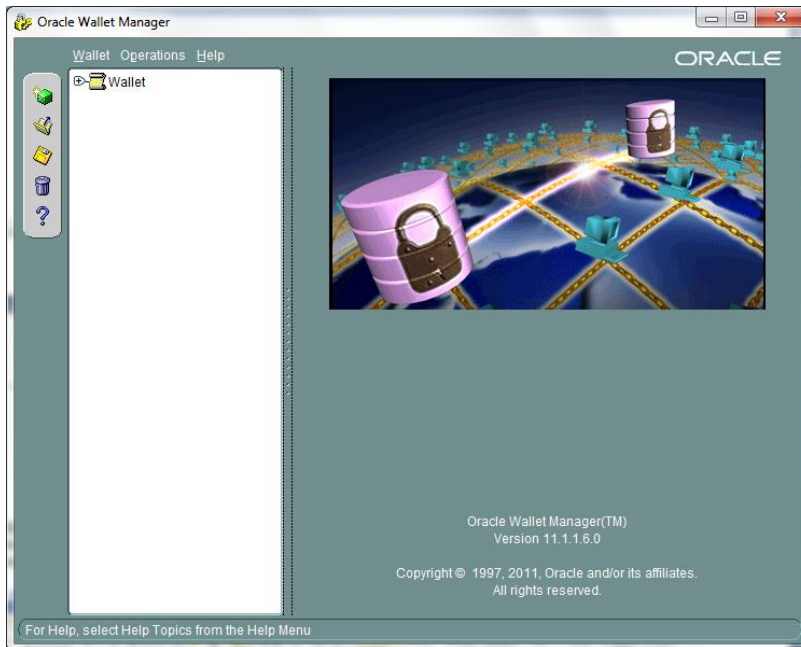 Oracle Wallet Manager
Wallet Operations Help
ORACLE
Wallet
?
Oracle Wallet Manager(TM)
Version 11.1.1.6.0
Copyright © 1997, 2011, Oracle and/or its affiliates.
All rights reserved.
For Help, select Help Topics from the Help Menu